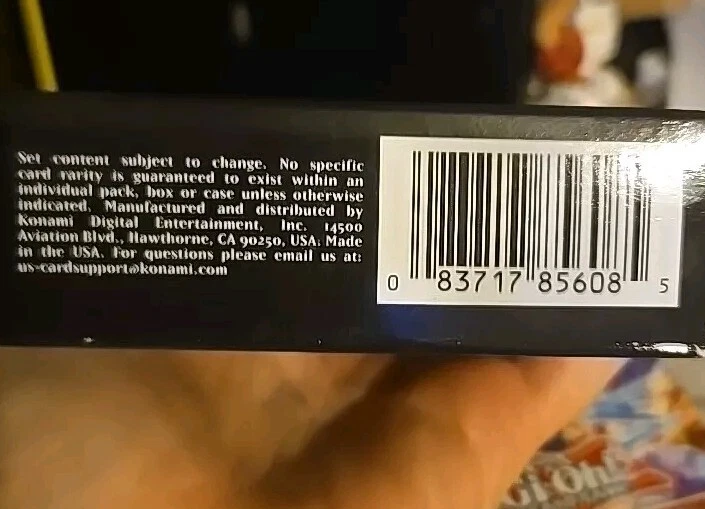 Set content subject to change. No specific
card rarity is guaranteed to exist within an
individual pack, box or case unless otherwise
indicated. Manufactured and distributed by
Konami Digital Entertainment, Inc. 14500
Aviation Blvd., Hawthorne, CA 90250, USA. Made
in the USA. For questions please email us at:
us-cardsupport@konami.com
0 83717 85608 5
Gi-Oh!